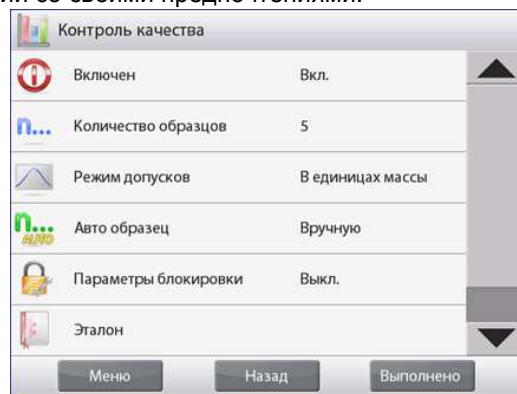 Контроль качества
Включен Вкл.
n... Количество образцов 5
Режим допусков В единицах массы
n... AUTO Авто образец Вручную
Параметры блокировки Выкл.
Эталон
Меню Назад Выполнено